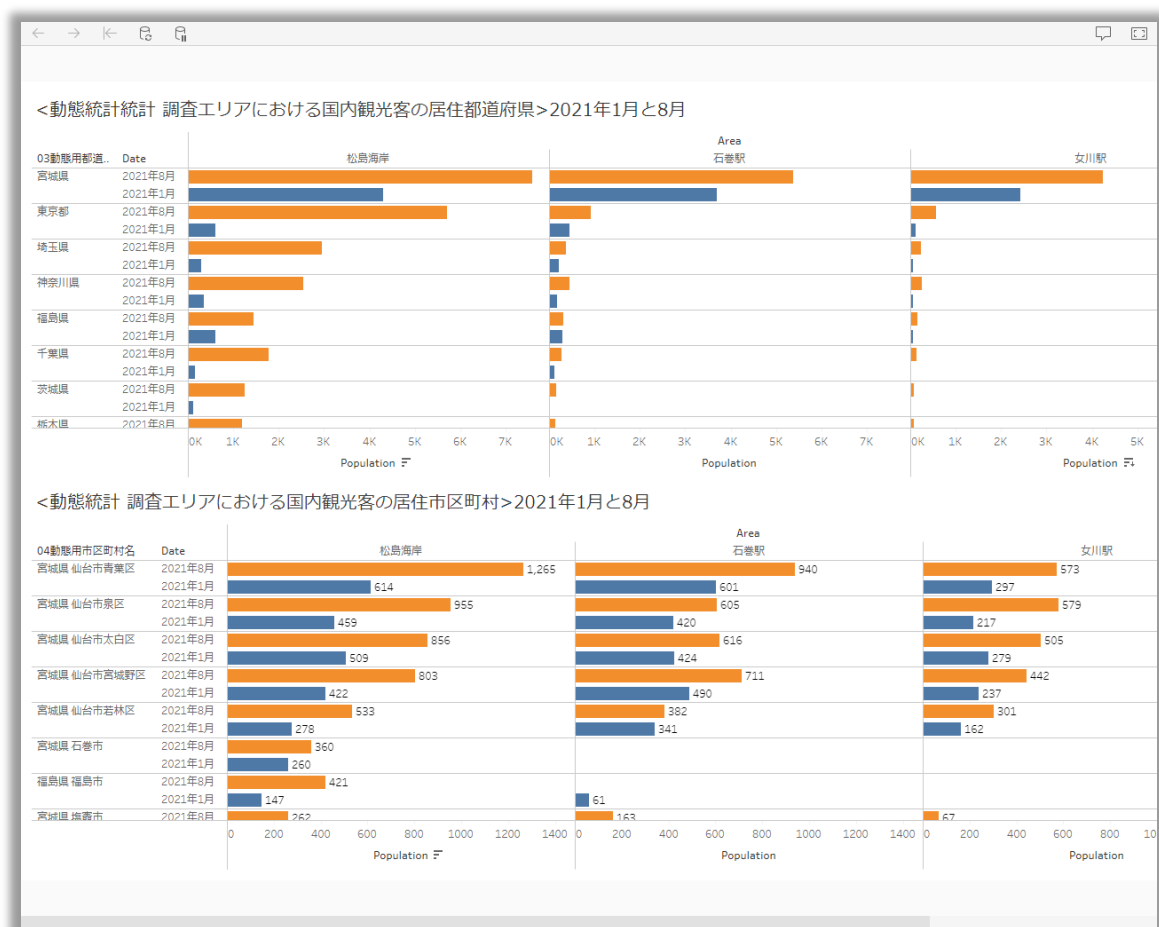 <動態統計統計 調査エリアにおける国内観光客の居住都道府県>2021年1月と8月
Area
03動態用都道.. Date 松島海岸 石巻駅 女川駅
宮城県 2021年8月
2021年1月
東京都 2021年8月
2021年1月
埼玉県 2021年8月
2021年1月
神奈川県 2021年8月
2021年1月
福島県 2021年8月
2021年1月
千葉県 2021年8月
2021年1月
茨城県 2021年8月
2021年1月
栃木県 2021年8月
0K 1K 2K 3K 4K 5K 6K 7K 0K 1K 2K 3K 4K 5K 6K 7K 0K 1K 2K 3K 4K 5K
Population Population Population
<動態統計 調査エリアにおける国内観光客の居住市区町村>2021年1月と8月
Area
04動態用市区町村名 Date 松島海岸 石巻駅 女川駅
宮城県 仙台市青葉区 2021年8月 1,265 940 573
2021年1月 614 601 297
宮城県 仙台市泉区 2021年8月 955 605 579
2021年1月 459 420 217
宮城県 仙台市太白区 2021年8月 856 616 505
2021年1月 509 424 279
宮城県 仙台市宮城野区 2021年8月 803 711 442
2021年1月 422 490 237
宮城県 仙台市若林区 2021年8月 533 382 301
2021年1月 278 341 162
宮城県 石巻市 2021年8月 360
2021年1月 260
福島県 福島市 2021年8月 421
2021年1月 147 61
宮城県 塩竈市 2021年8月 262 163 67
0 200 400 600 800 1000 1200 1400 0 200 400 600 800 1000 1200 1400 0 200 400 600 800 10
Population Population Population